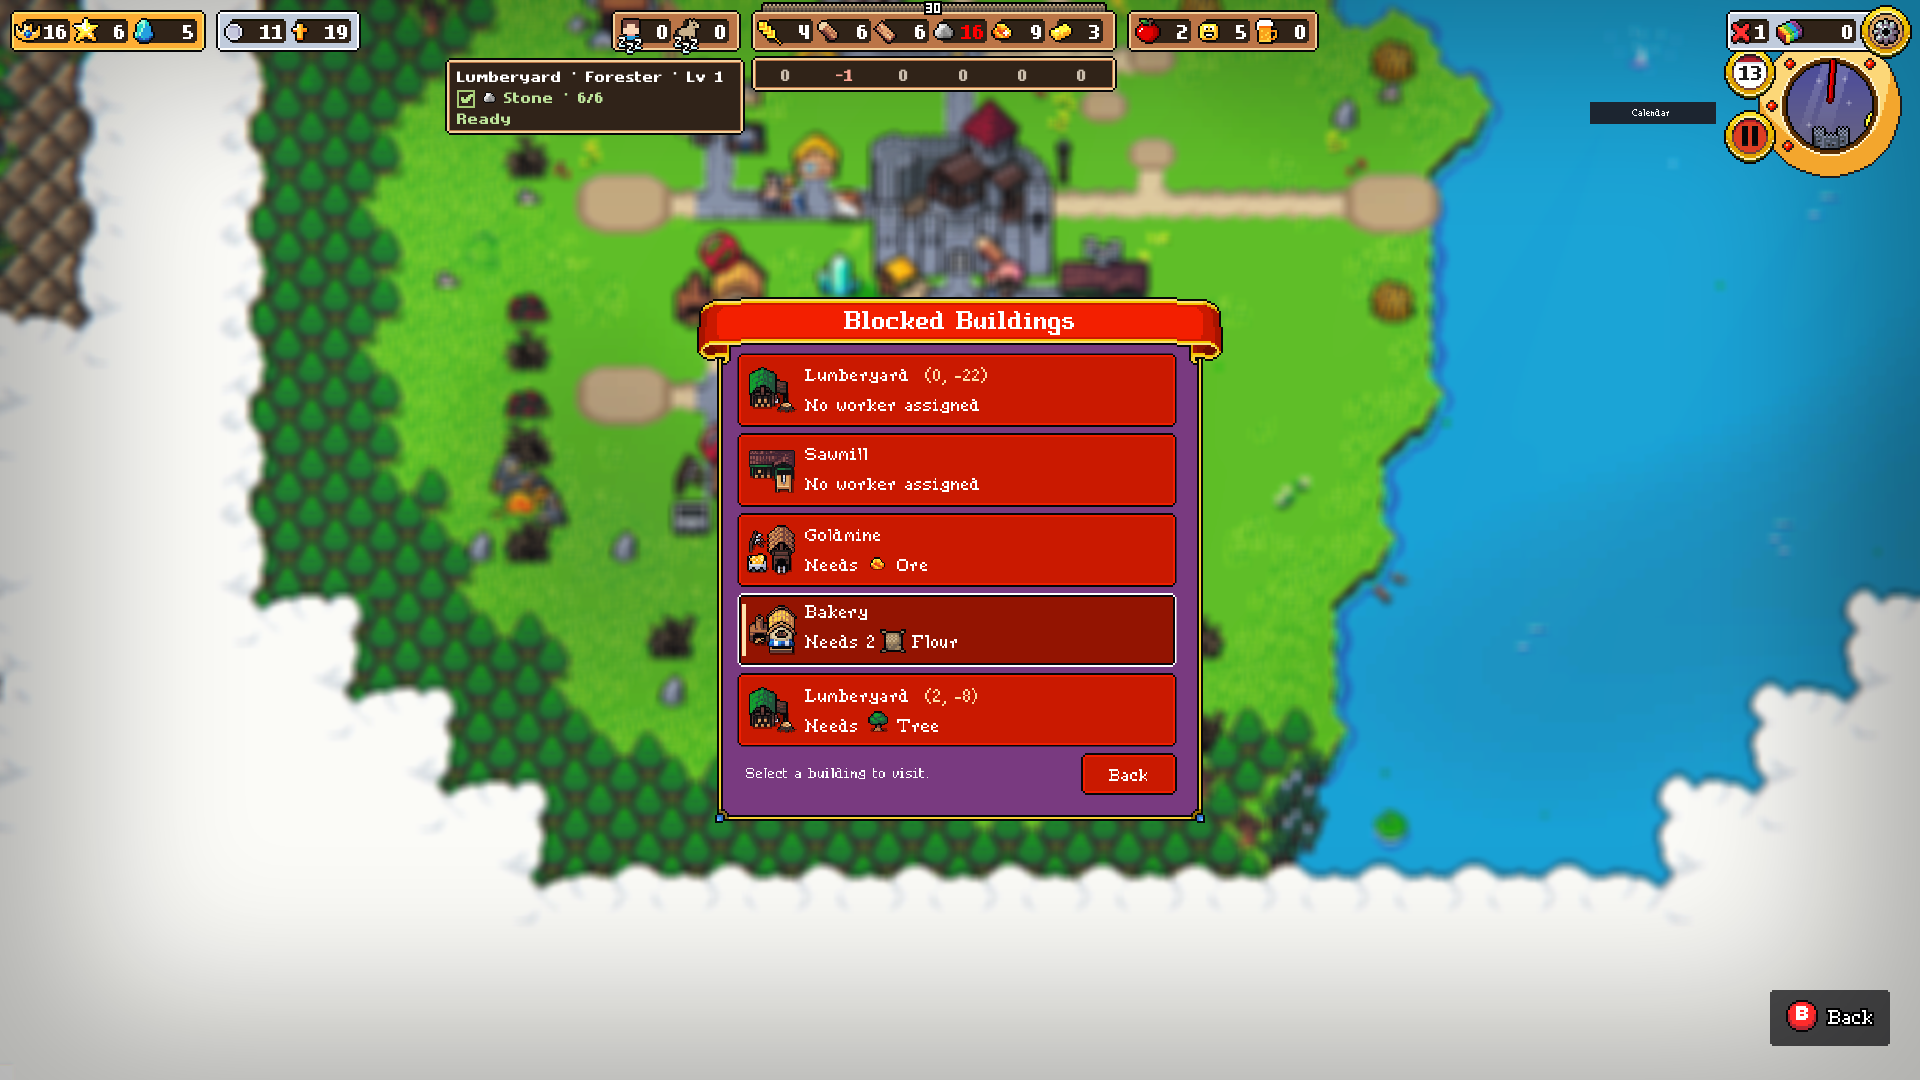 16 6 5
11 19
0 0
30
4 6 6 16 9 3
2 5 0
1 0
0 -1 0 0 0 0
Lumberyard · Forester · Lv 1
Stone · 6/6
Ready
13
Calendar
Blocked Buildings
Lumberyard (0, -22)
No worker assigned
Sawmill
No worker assigned
Goldmine
Needs Ore
Bakery
Needs 2 Flour
Lumberyard (2, -8)
Needs Tree
Select a building to visit.
Back
B Back